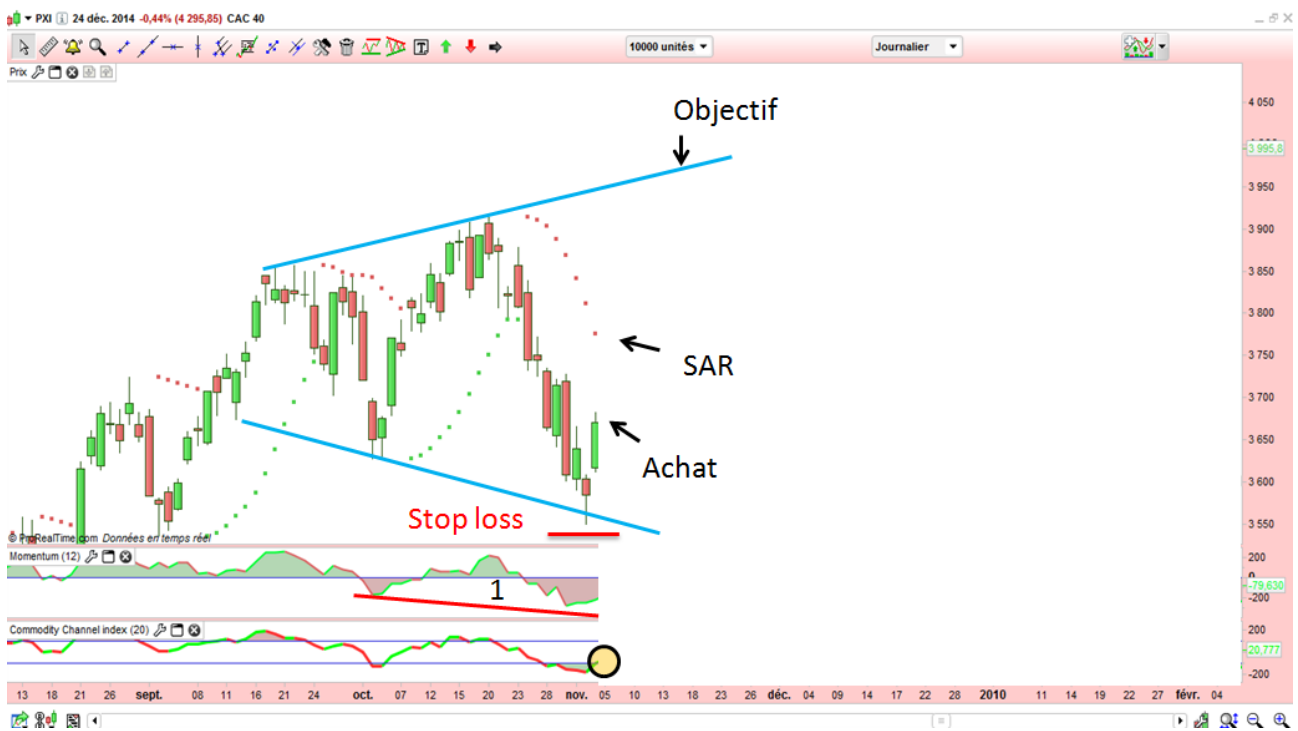 PXI 24 déc. 2014 -0,44% (4 295,85) CAC 40
10000 unités Journalier
Prix
Objectif
4 050
3 995,8
3 950
3 900
3 850
3 800
3 750
SAR
3 700
3 650
Achat
3 600
Stop loss
3 550
© ProRealTime.com Données en temps réel
Momentum (12)
200
0
-79,630
-200
1
Commodity Channel index (20)
200
20,777
-200
13 18 21 26 sept. 08 11 16 21 24 oct. 07 12 15 20 23 28 nov. 05 10 13 18 23 26 déc. 04 09 14 17 22 28 2010 11 14 19 22 27 févr. 04